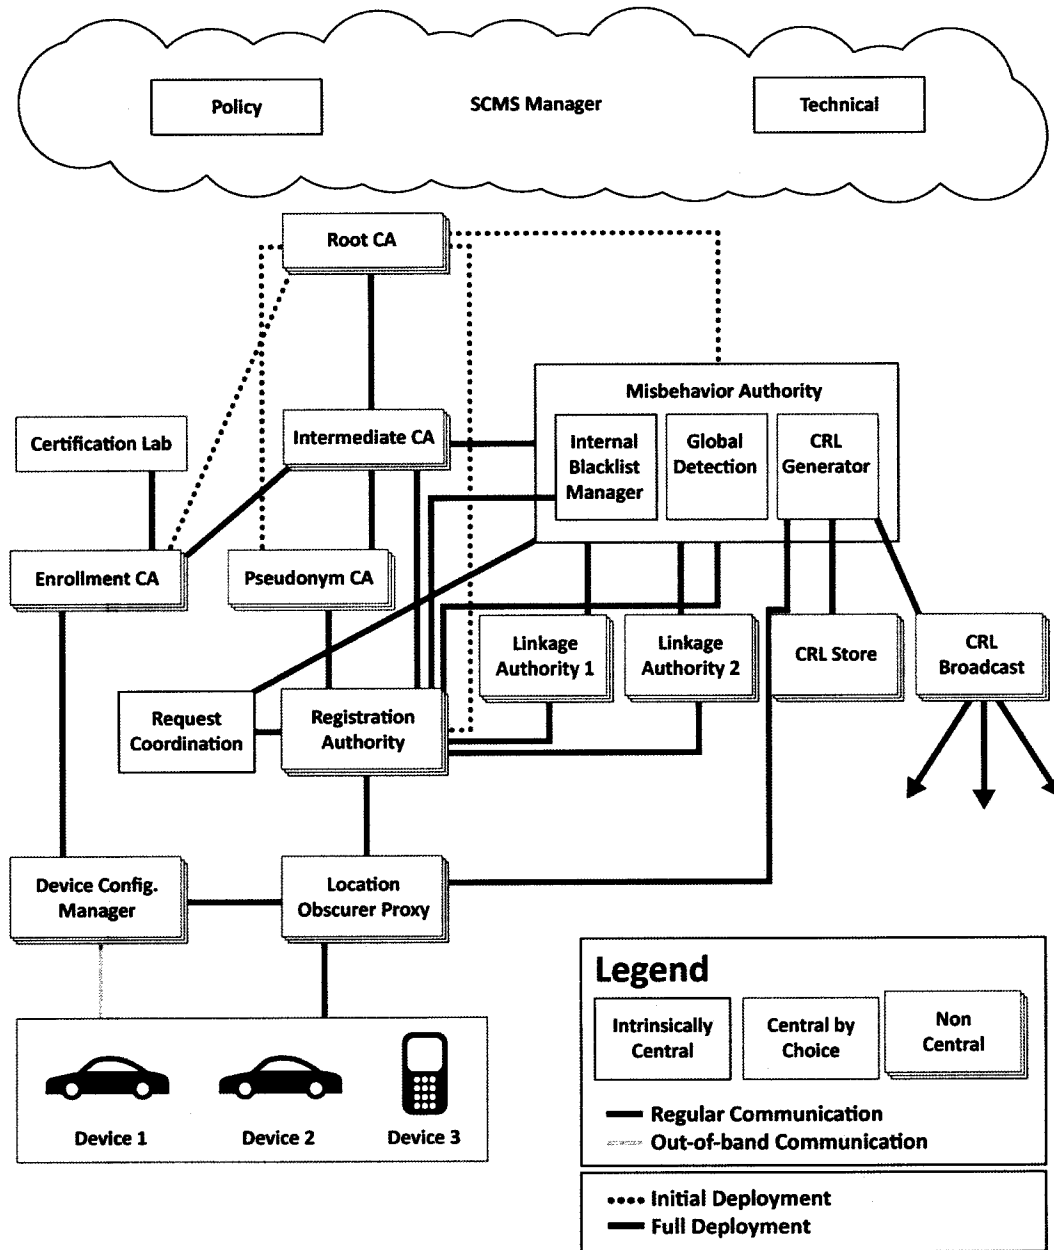 Policy
SCMS Manager
Technical
Root CA
Misbehavior Authority
Certification Lab
Intermediate CA
Internal
Blacklist
Manager
Global
Detection
CRL
Generator
Enrollment CA
Pseudonym CA
Linkage
Authority 1
Linkage
Authority 2
CRL Store
CRL
Broadcast
Request
Coordination
Registration
Authority
Device Config.
Manager
Location
Obscurer Proxy
Device 1
Device 2
Device 3
Legend
Intrinsically
Central
Central by
Choice
Non
Central
Regular Communication
Out-of-band Communication
Initial Deployment
Full Deployment